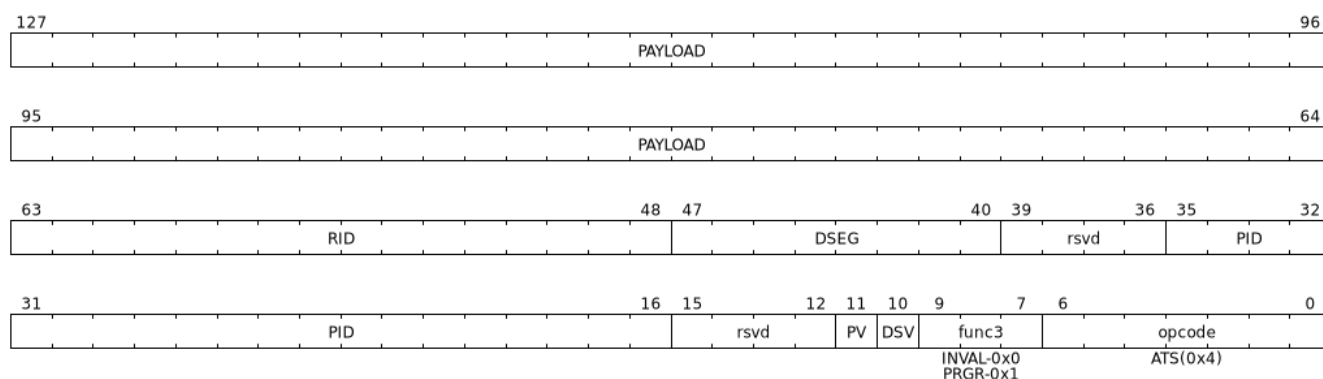 127 96
PAYLOAD
95 64
PAYLOAD
63 48 47 40 39 36 35 32
RID DSEG rsvd PID
31 16 15 12 11 10 9 7 6 0
PID rsvd PV DSV func3 opcode
INVAL-0x0 ATS(0x4)
PRGR-0x1